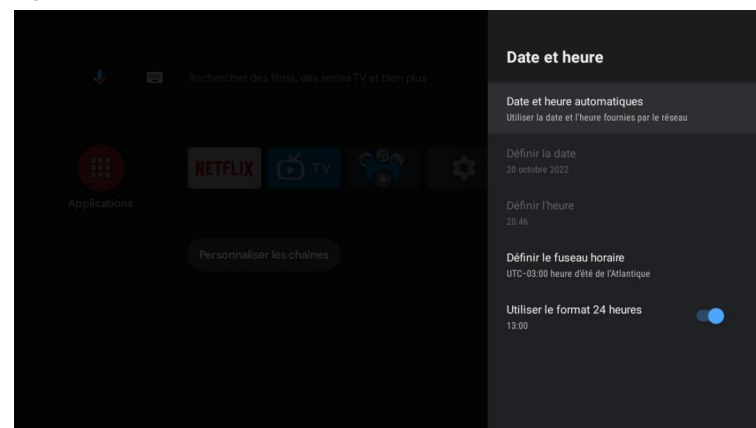 Rechercher des films, des séries TV et bien plus
Applications
NETFLIX
TV
Personnaliser les chaînes
Date et heure
Date et heure automatiques
Utiliser la date et l'heure fournies par le réseau
Définir la date
20 octobre 2022
Définir l'heure
20:46
Définir le fuseau horaire
UTC-03:00 heure d'été de l'Atlantique
Utiliser le format 24 heures
13:00